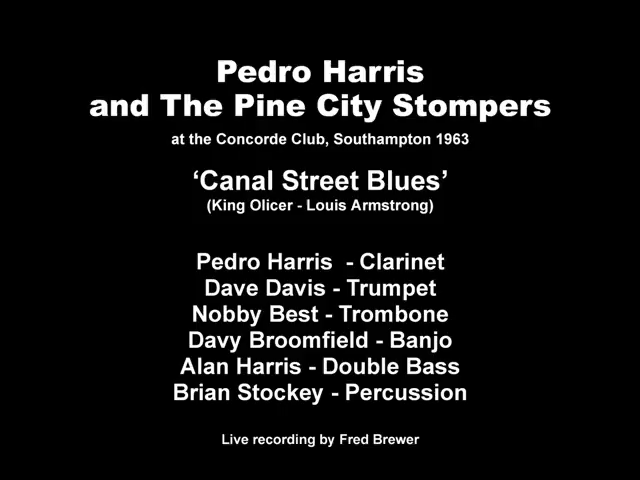 Pedro Harris
and The Pine City Stompers
at the Concorde Club, Southampton 1963
‘Canal Street Blues’
(King Olicer - Louis Armstrong)
Pedro Harris - Clarinet
Dave Davis - Trumpet
Nobby Best - Trombone
Davy Broomfield - Banjo
Alan Harris - Double Bass
Brian Stockey - Percussion
Live recording by Fred Brewer